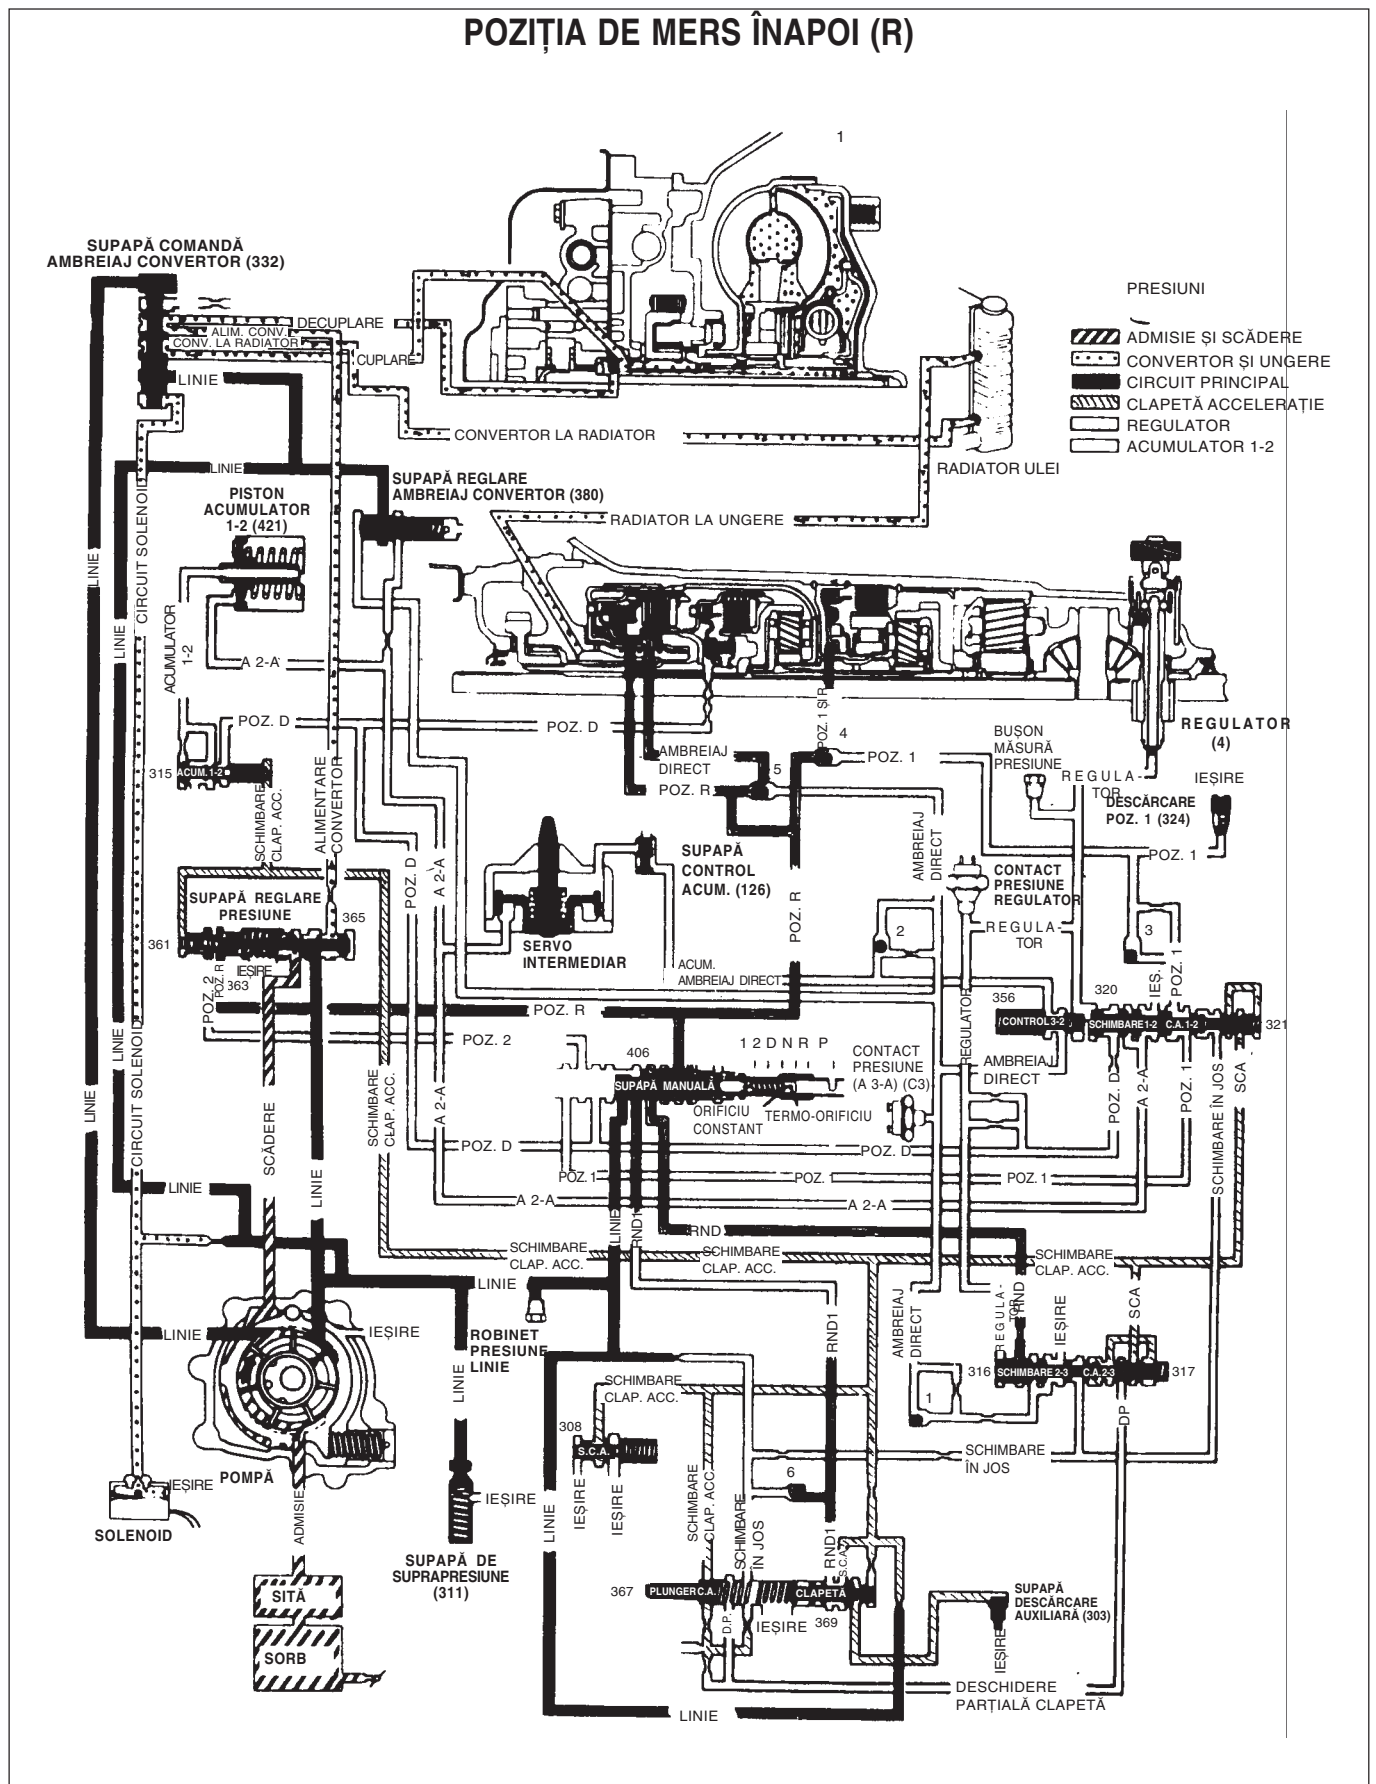 POZIȚIA DE MERS ÎNAPOI (R)
1
SUPAPĂ COMANDĂ
AMBREIAJ CONVERTOR (332)
DECUPLARE
ALIM. CONV.
CONV. LA RADIATOR
CUPLARE
LINIE
CONVERTOR LA RADIATOR
PRESIUNI
ADMISIE ȘI SCĂDERE
CONVERTOR ȘI UNGERE
CIRCUIT PRINCIPAL
CLAPETĂ ACCELERAȚIE
REGULATOR
ACUMULATOR 1-2
RADIATOR ULEI
LINIE
SUPAPĂ REGLARE
AMBREIAJ CONVERTOR (380)
PISTON
ACUMULATOR
1-2 (421)
RADIATOR LA UNGERE
LINIE
LINIE
CIRCUIT SOLENOID
ACUMULATOR
1-2
A 2-A
POZ. D
POZ. D
POZ. 1 ȘI R
4
POZ. 1
AMBREIAJ
DIRECT
5
POZ. R
BUȘON
MĂSURĂ
PRESIUNE
REGULATOR
(4)
REGULA-
TOR
IEȘIRE
DESCĂRCARE
POZ. 1 (324)
POZ. 1
315
ACUM. 1-2
SCHIMBARE
CLAP. ACC.
ALIMENTARE
CONVERTOR
POZ. D
A 2-A
SUPAPĂ
CONTROL
ACUM. (126)
POZ. R
AMBREIAJ
DIRECT
CONTACT
PRESIUNE
REGULATOR
REGULA-
TOR
SUPAPĂ REGLARE
PRESIUNE
365
361
IEȘIRE
363
POZ. R
POZ. 2
SERVO
INTERMEDIAR
ACUM.
AMBREIAJ DIRECT
2
3
IEȘ.
POZ. 1
POZ. R
POZ. 2
REGULATOR
356
320
CONTROL 3-2
SCHIMBARE 1-2
C.A. 1-2
321
AMBREIAJ
DIRECT
406
1 2 D N R P
SUPAPĂ MANUALĂ
ORIFICIU
CONSTANT
TERMO-ORIFICIU
CONTACT
PRESIUNE
(A 3-A) (C3)
POZ. D
A 2-A
POZ. 1
SCHIMBARE ÎN JOS
SCA
LINIE
LINIE
CIRCUIT SOLENOID
SCĂDERE
LINIE
SCHIMBARE
CLAP. ACC.
A 2-A
POZ. D
POZ. D
POZ. 1
POZ. 1
POZ. 1
A 2-A
A 2-A
LINIE
LINIE
RND1
RND
SCHIMBARE
CLAP. ACC.
SCHIMBARE
CLAP. ACC.
SCHIMBARE
CLAP. ACC.
LINIE
ROBINET
PRESIUNE
LINIE
LINIE
IEȘIRE
LINIE
RND1
AMBREIAJ
DIRECT
REGULA-
TOR
RND
IEȘIRE
SCA
316
SCHIMBARE 2-3
C.A. 2-3
317
1
DP
SCHIMBARE
CLAP. ACC.
308
S.C.A.
IEȘIRE
IEȘIRE
SCHIMBARE
ÎN JOS
6
POMPĂ
IEȘIRE
SOLENOID
ADMISIE
IEȘIRE
SUPAPĂ DE
SUPRAPRESIUNE
(311)
LINIE
SCHIMBARE
CLAP. ACC.
SCHIMBARE
ÎN JOS
RND1
S.C.A.
367
PLUNGER C.A.
CLAPETĂ
369
D.P.
IEȘIRE
SUPAPĂ
DESCĂRCARE
AUXILIARĂ (303)
IEȘIRE
SITĂ
SORB
DESCHIDERE
PARȚIALĂ CLAPETĂ
LINIE